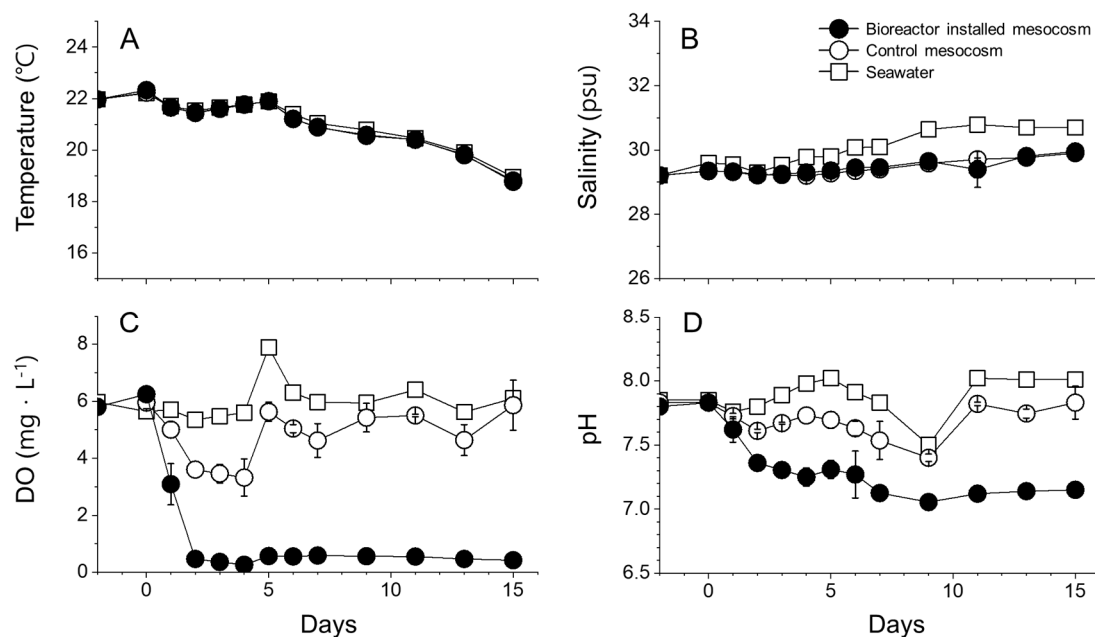 A
Temperature (℃)
24
22
20
18
16
B
Bioreactor installed mesocosm
Control mesocosm
Seawater
Salinity (psu)
34
32
30
28
26
C
DO (mg · L⁻¹)
8
6
4
2
0
0 5 10 15
Days
D
pH
8.5
8.0
7.5
7.0
6.5
0 5 10 15
Days